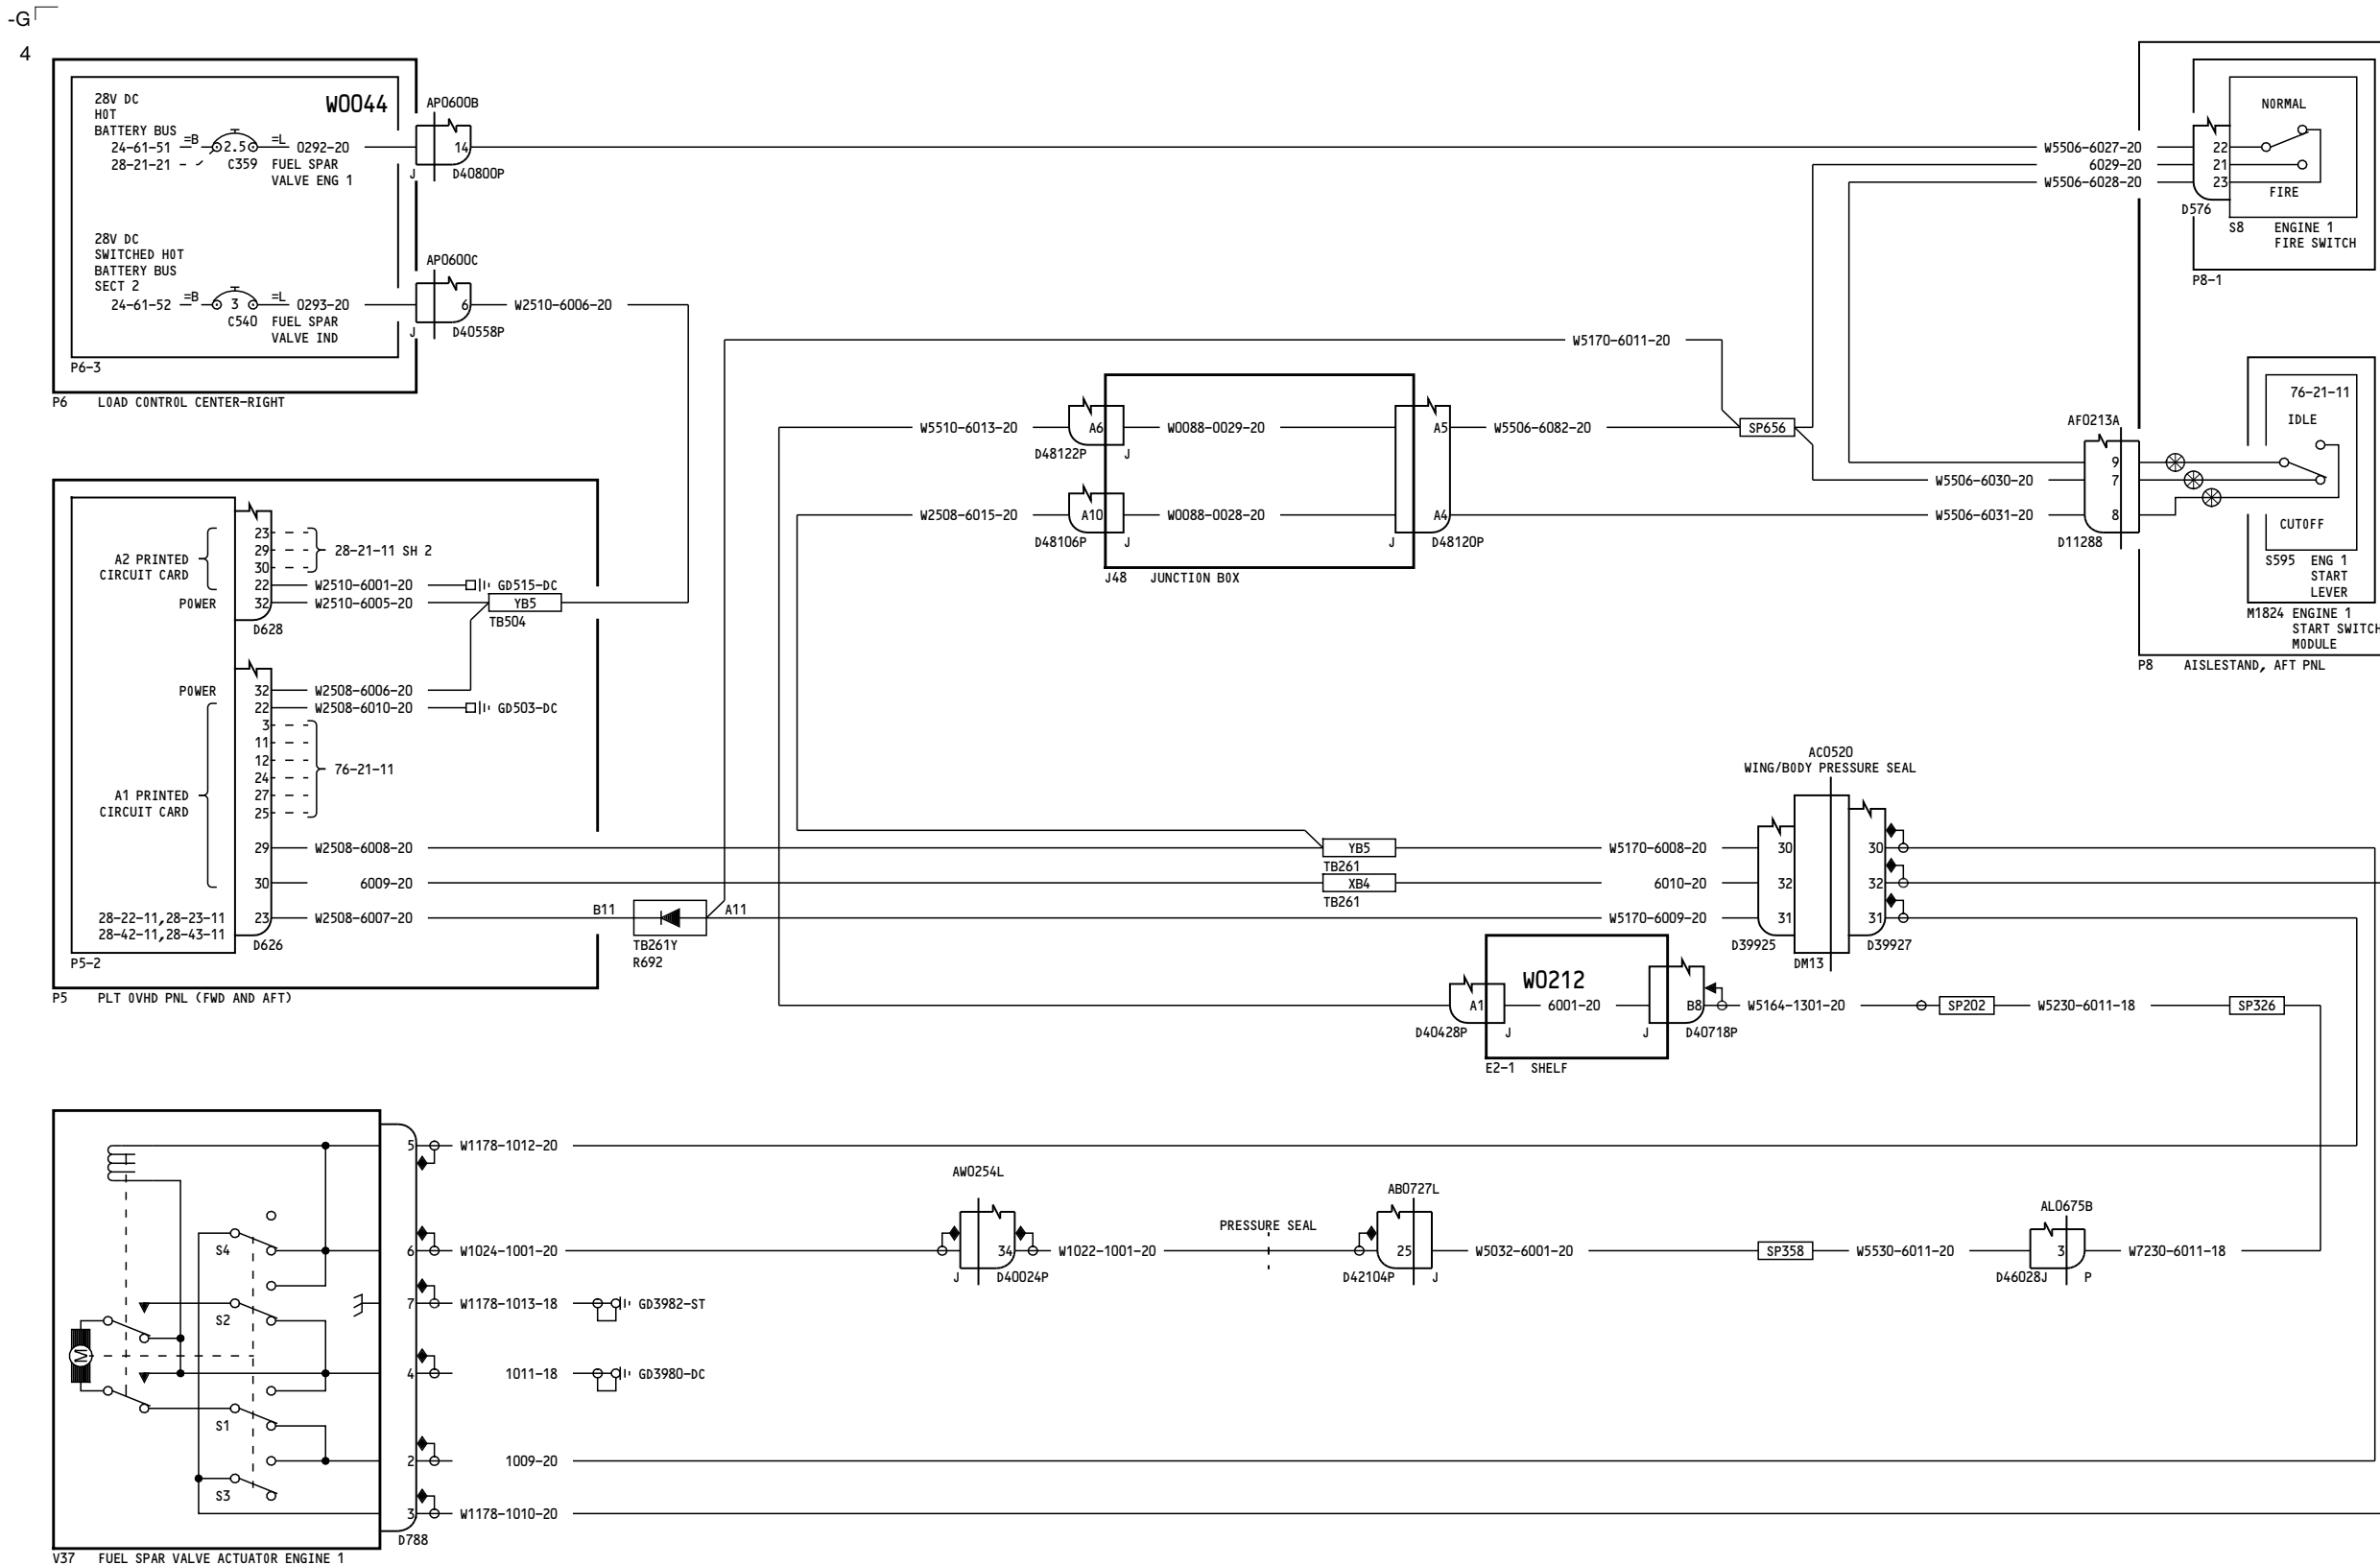 -G
4
28V DC
HOT
BATTERY BUS
24-61-51
28-21-21
=B
2.5
C359
=L
0292-20
FUEL SPAR
VALVE ENG 1
W0044
AP0600B
14
J
D40800P
28V DC
SWITCHED HOT
BATTERY BUS
SECT 2
24-61-52
=B
3
C540
=L
0293-20
FUEL SPAR
VALVE IND
AP0600C
6
J
D40558P
W2510-6006-20
P6-3
P6 LOAD CONTROL CENTER-RIGHT
W5506-6027-20
6029-20
W5506-6028-20
22
21
23
D576
NORMAL
FIRE
S8 ENGINE 1
FIRE SWITCH
P8-1
W5170-6011-20
W5510-6013-20
A6
D48122P
J
W0088-0029-20
A5
W5506-6082-20
SP656
W2508-6015-20
A10
D48106P
J
W0088-0028-20
A4
J
D48120P
J48 JUNCTION BOX
W5506-6030-20
W5506-6031-20
AF0213A
9
7
8
D11288
76-21-11
IDLE
CUTOFF
S595 ENG 1
START
LEVER
M1824 ENGINE 1
START SWITCH
MODULE
P8 AISLESTAND, AFT PNL
A2 PRINTED
CIRCUIT CARD
POWER
23
29
30
22
32
D628
28-21-11 SH 2
W2510-6001-20
GD515-DC
W2510-6005-20
YB5
TB504
POWER
32
W2508-6006-20
22
W2508-6010-20
GD503-DC
3
11
12
24
27
25
76-21-11
A1 PRINTED
CIRCUIT CARD
29
W2508-6008-20
30
6009-20
28-22-11,28-23-11
28-42-11,28-43-11
23
W2508-6007-20
D626
P5-2
P5 PLT OVHD PNL (FWD AND AFT)
B11
A11
TB261Y
R692
YB5
TB261
XB4
TB261
W5170-6008-20
6010-20
W5170-6009-20
AC0520
WING/BODY PRESSURE SEAL
30
32
31
D39925
DM13
30
32
31
D39927
W0212
A1
D40428P
J
6001-20
B8
J
D40718P
E2-1 SHELF
W5164-1301-20
SP202
W5230-6011-18
SP326
S4
S2
M
S1
S3
5
W1178-1012-20
6
W1024-1001-20
AW0254L
34
J
D40024P
W1022-1001-20
PRESSURE SEAL
AB0727L
25
D42104P
J
W5032-6001-20
SP358
W5530-6011-20
AL0675B
3
D46028J
P
W7230-6011-18
7
W1178-1013-18
GD3982-ST
4
1011-18
GD3980-DC
2
1009-20
3
W1178-1010-20
D788
V37 FUEL SPAR VALVE ACTUATOR ENGINE 1